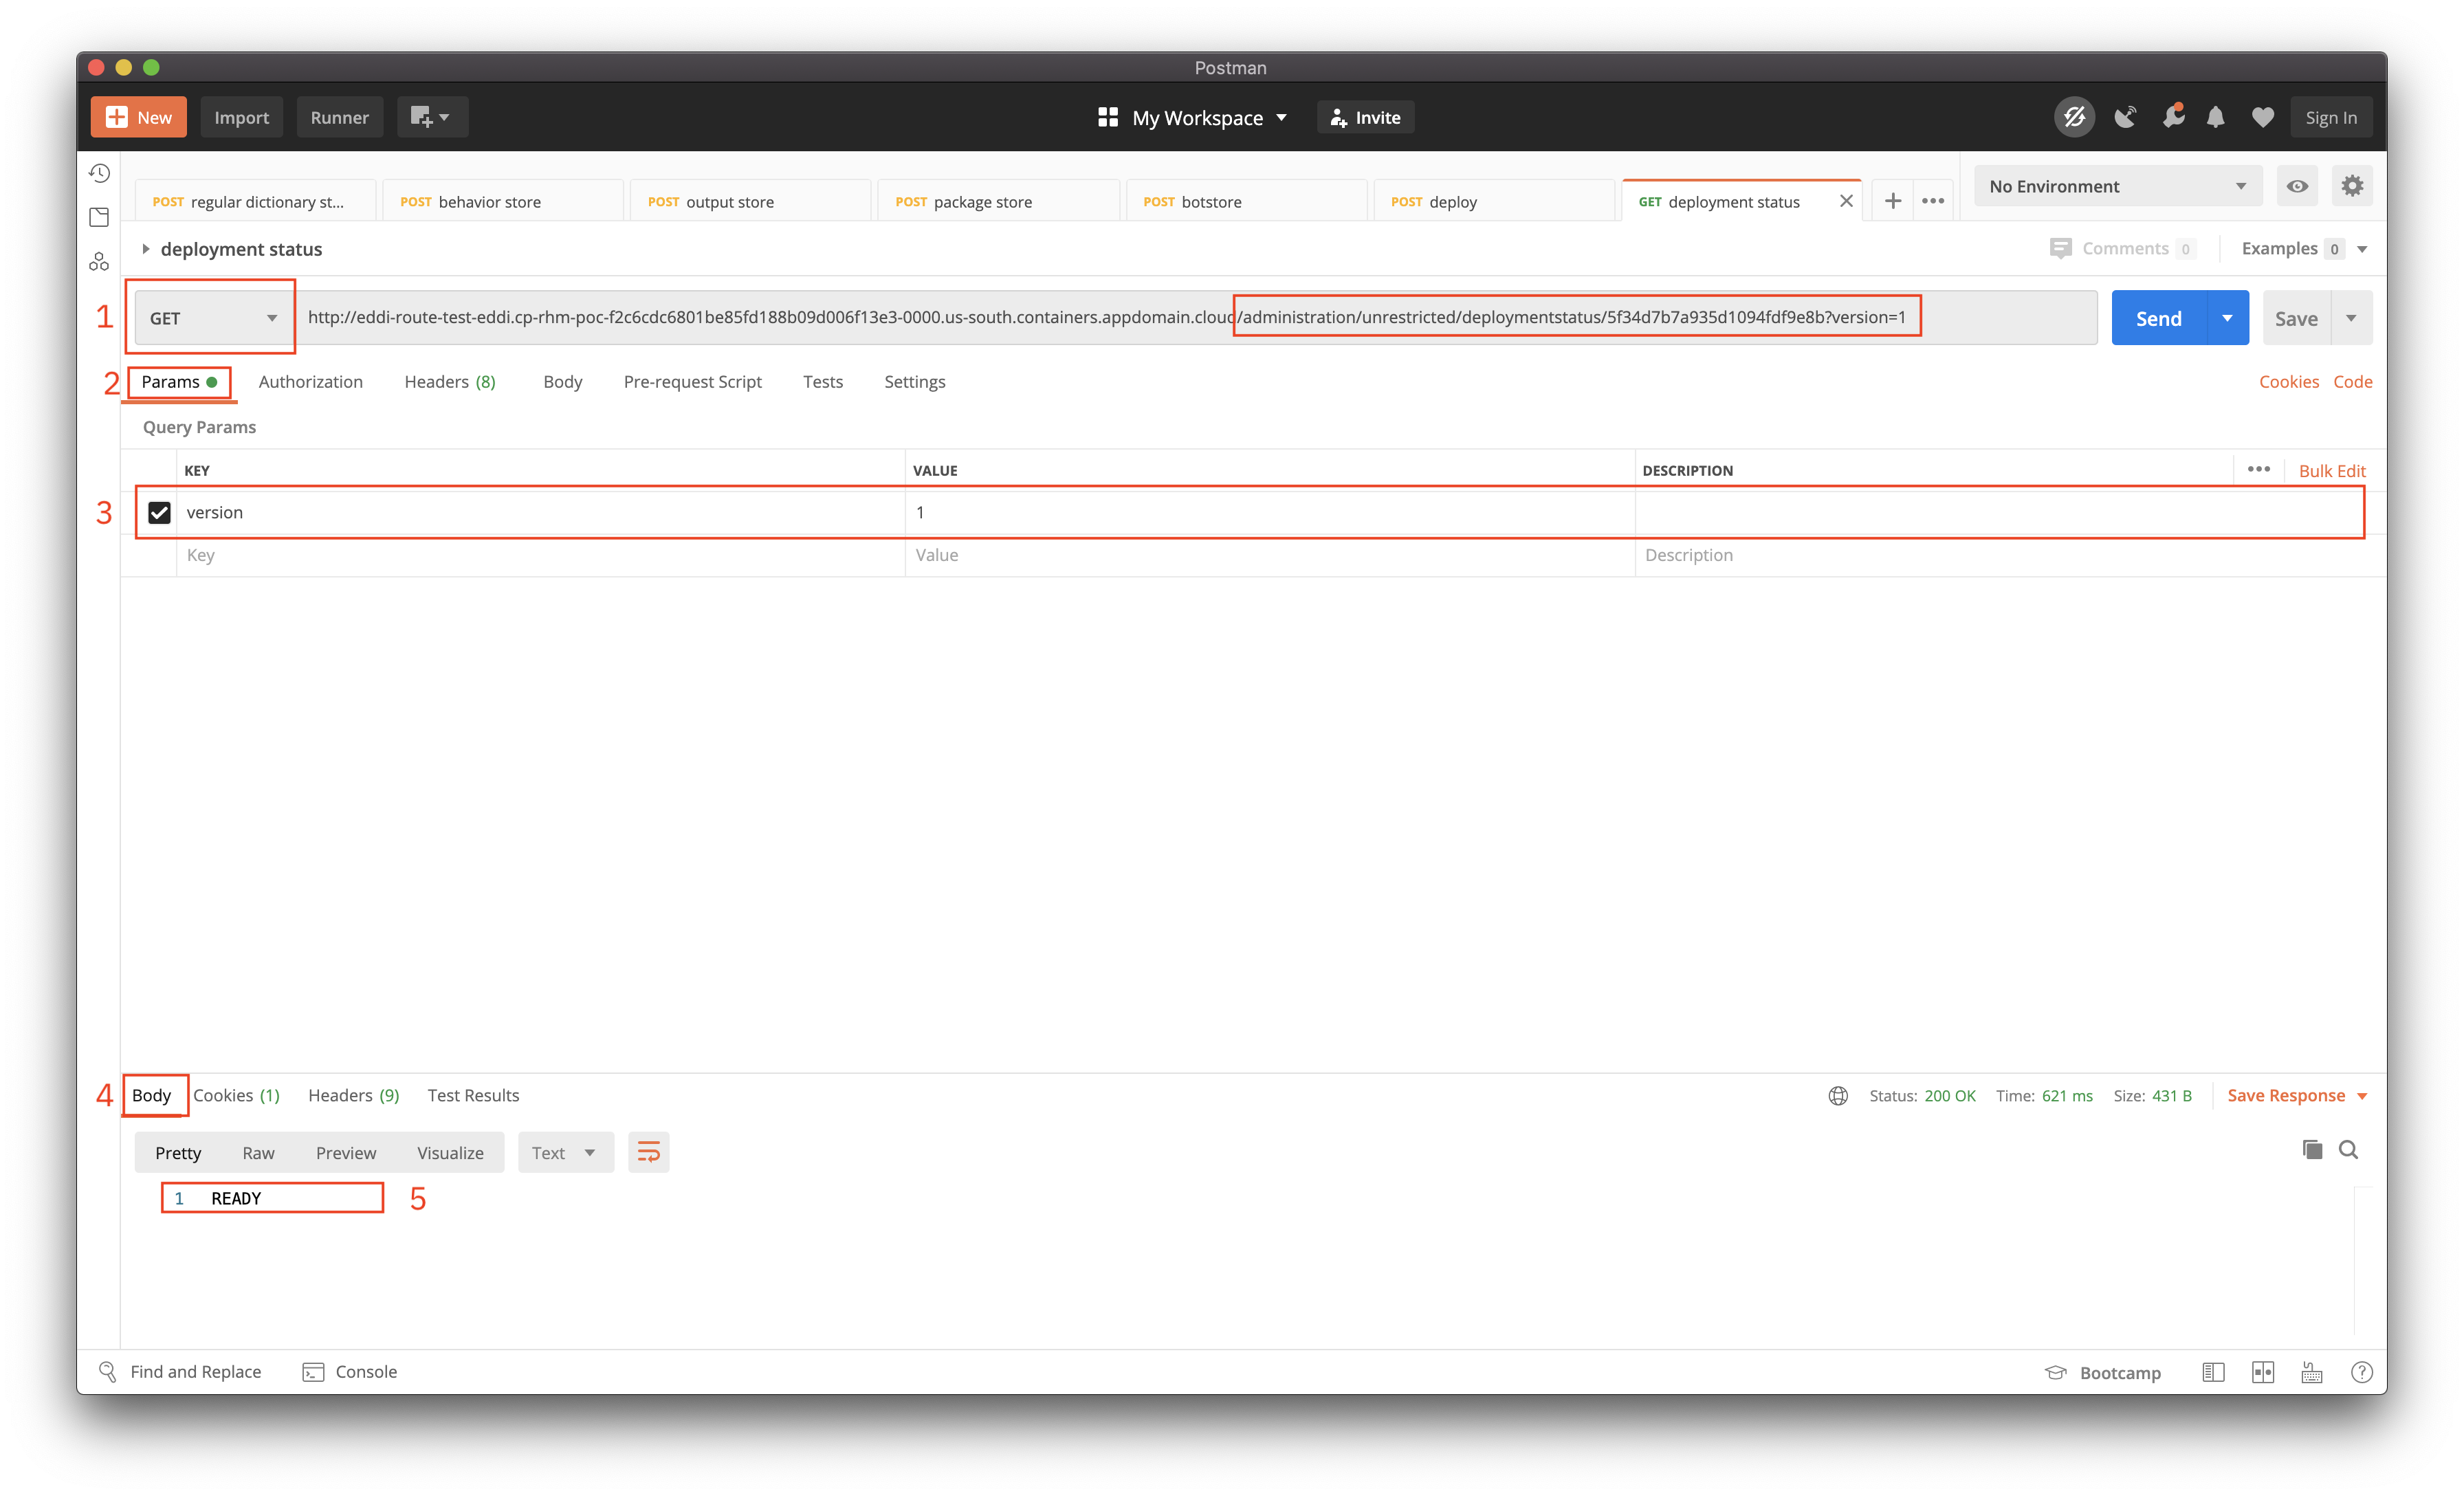 Postman
New Import Runner My Workspace Invite Sign In
POST regular dictionary st... POST behavior store POST output store POST package store POST botstore POST deploy GET deployment status No Environment
deployment status Comments 0 Examples 0
1 GET http://eddi-route-test-eddi.cp-rhm-poc-f2c6cdc6801be85fd188b09d006f13e3-0000.us-south.containers.appdomain.cloud/administration/unrestricted/deploymentstatus/5f34d7b7a935d1094fdf9e8b?version=1 Send Save
2 Params Authorization Headers (8) Body Pre-request Script Tests Settings Cookies Code
Query Params
KEY VALUE DESCRIPTION Bulk Edit
3 version 1
Key Value Description
4 Body Cookies (1) Headers (9) Test Results Status: 200 OK Time: 621 ms Size: 431 B Save Response
Pretty Raw Preview Visualize Text
1 READY 5
Find and Replace Console Bootcamp